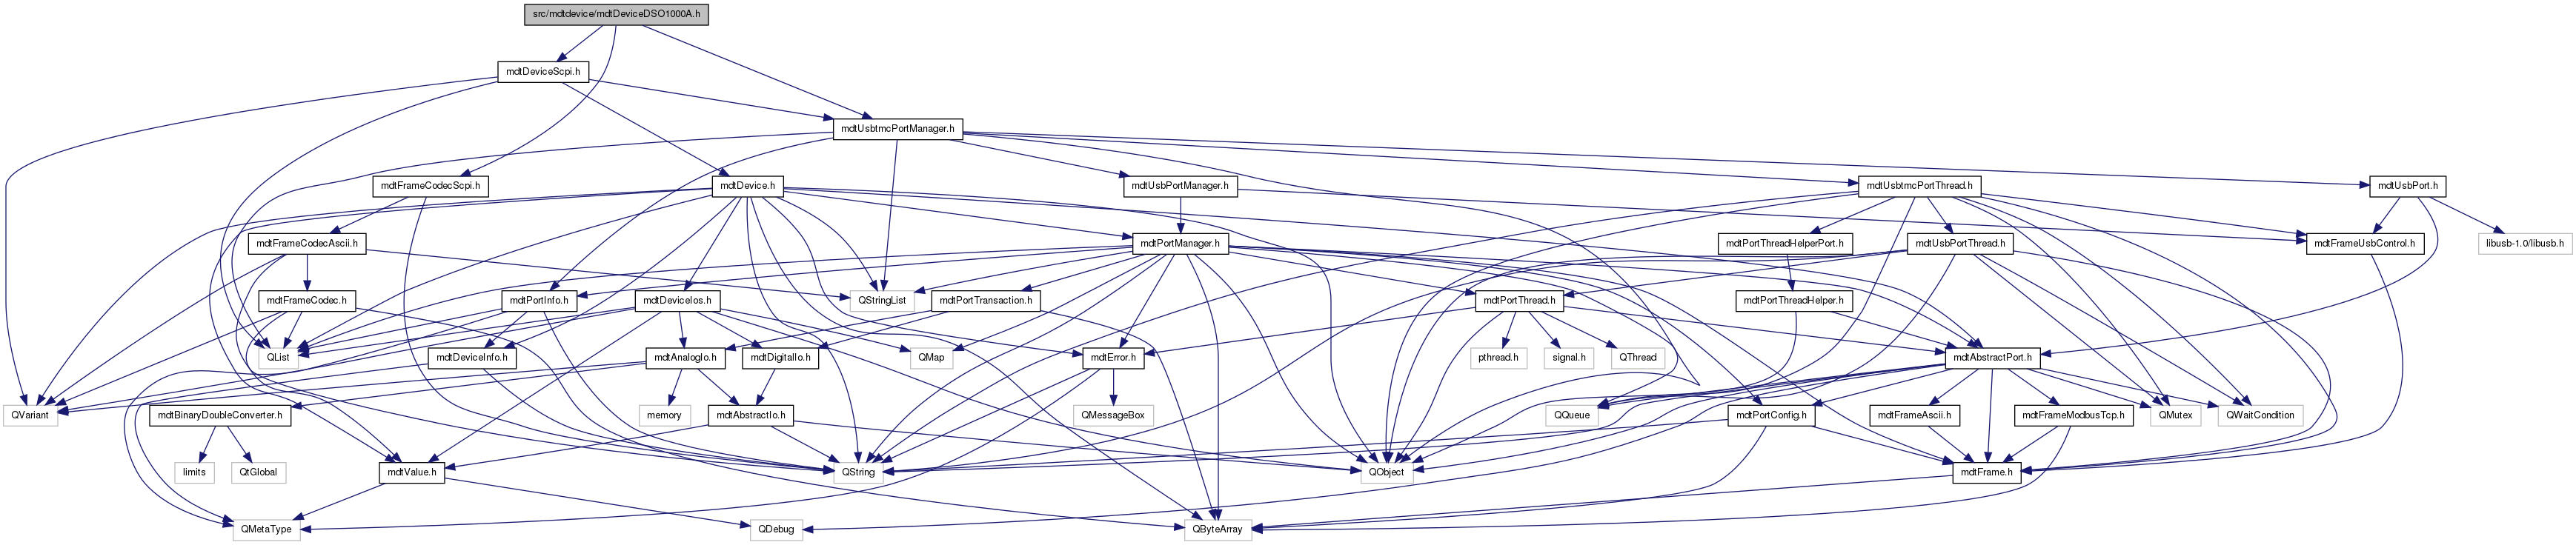 src/mdtdevice/mdtDeviceDSO1000A.h
mdtDeviceScpi.h
mdtUsbtmcPortManager.h
mdtFrameCodecScpi.h
mdtDevice.h
mdtUsbPortManager.h
mdtUsbtmcPortThread.h
mdtUsbPort.h
mdtFrameCodecAscii.h
mdtPortManager.h
mdtPortThreadHelperPort.h
mdtUsbPortThread.h
mdtFrameUsbControl.h
libusb-1.0/libusb.h
mdtFrameCodec.h
mdtPortInfo.h
mdtDeviceIos.h
QStringList
mdtPortTransaction.h
mdtPortThread.h
mdtPortThreadHelper.h
QList
mdtDeviceInfo.h
mdtAnalogIo.h
mdtDigitalIo.h
QMap
mdtError.h
pthread.h
signal.h
QThread
mdtAbstractPort.h
QVariant
mdtBinaryDoubleConverter.h
memory
mdtAbstractIo.h
QMessageBox
QQueue
mdtPortConfig.h
mdtFrameAscii.h
mdtFrameModbusTcp.h
QMutex
QWaitCondition
limits
QtGlobal
mdtValue.h
QString
QObject
mdtFrame.h
QMetaType
QDebug
QByteArray